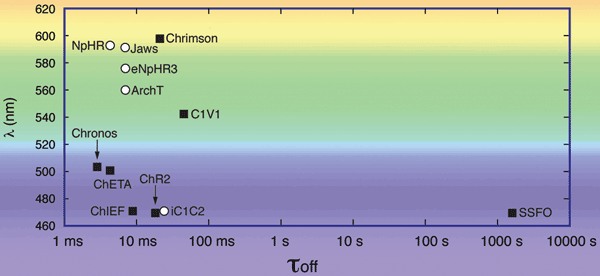 620
600
580
560
540
520
500
480
460
λ (nm)
NpHR
Jaws
Chrimson
eNpHR3
ArchT
C1V1
Chronos
ChETA
ChR2
ChIEF
iC1C2
SSFO
1 ms
10 ms
100 ms
1 s
10 s
100 s
1000 s
10000 s
τoff